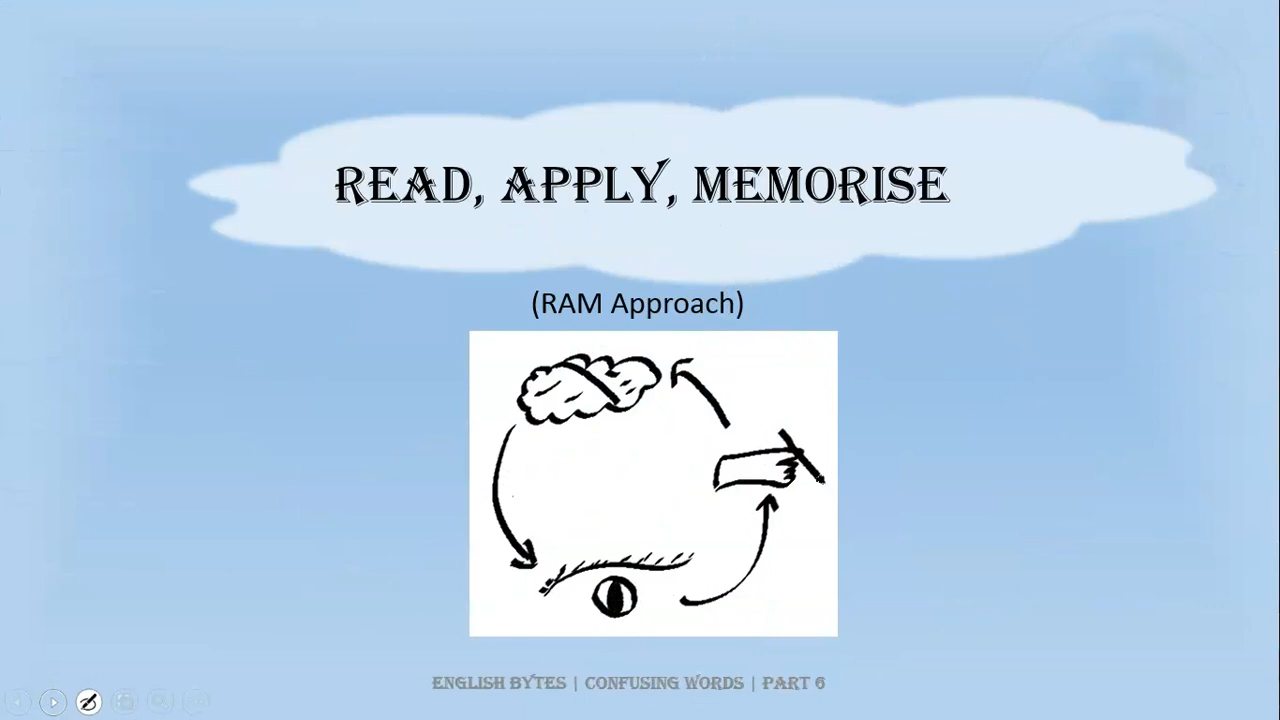 READ, APPLY, MEMORISE
(RAM Approach)
ENGLISH BYTES | CONFUSING WORDS | PART 6